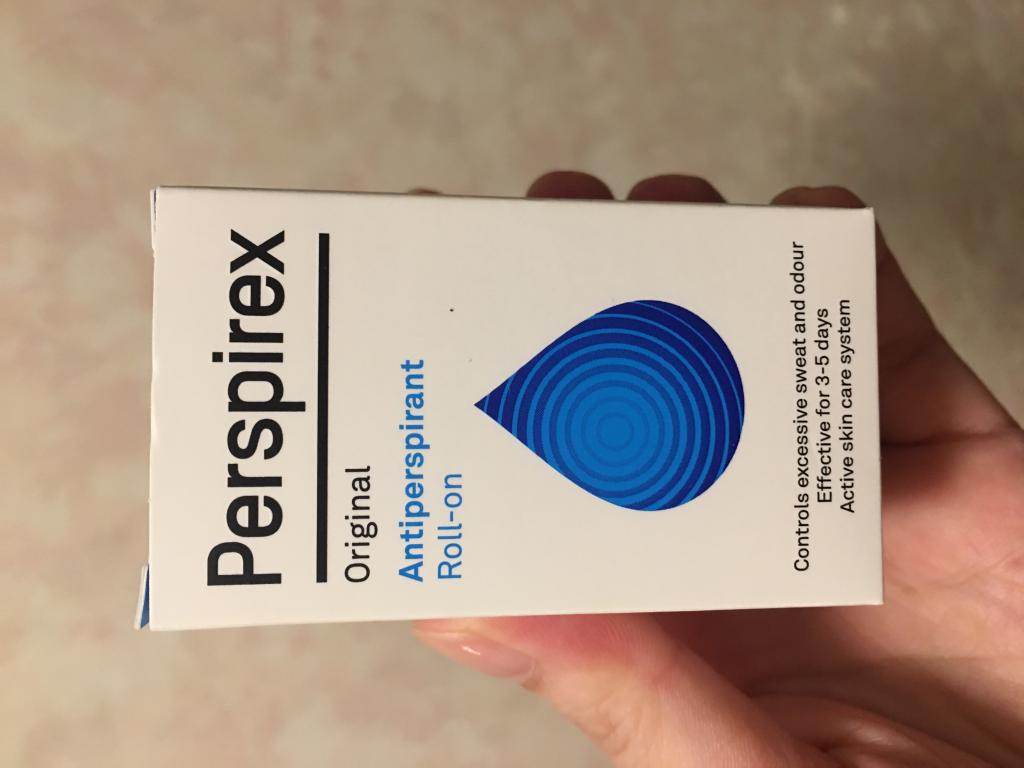 Perspirex
Original
Antiperspirant
Roll-on
Controls excessive sweat and odour
Effective for 3-5 days
Active skin care system